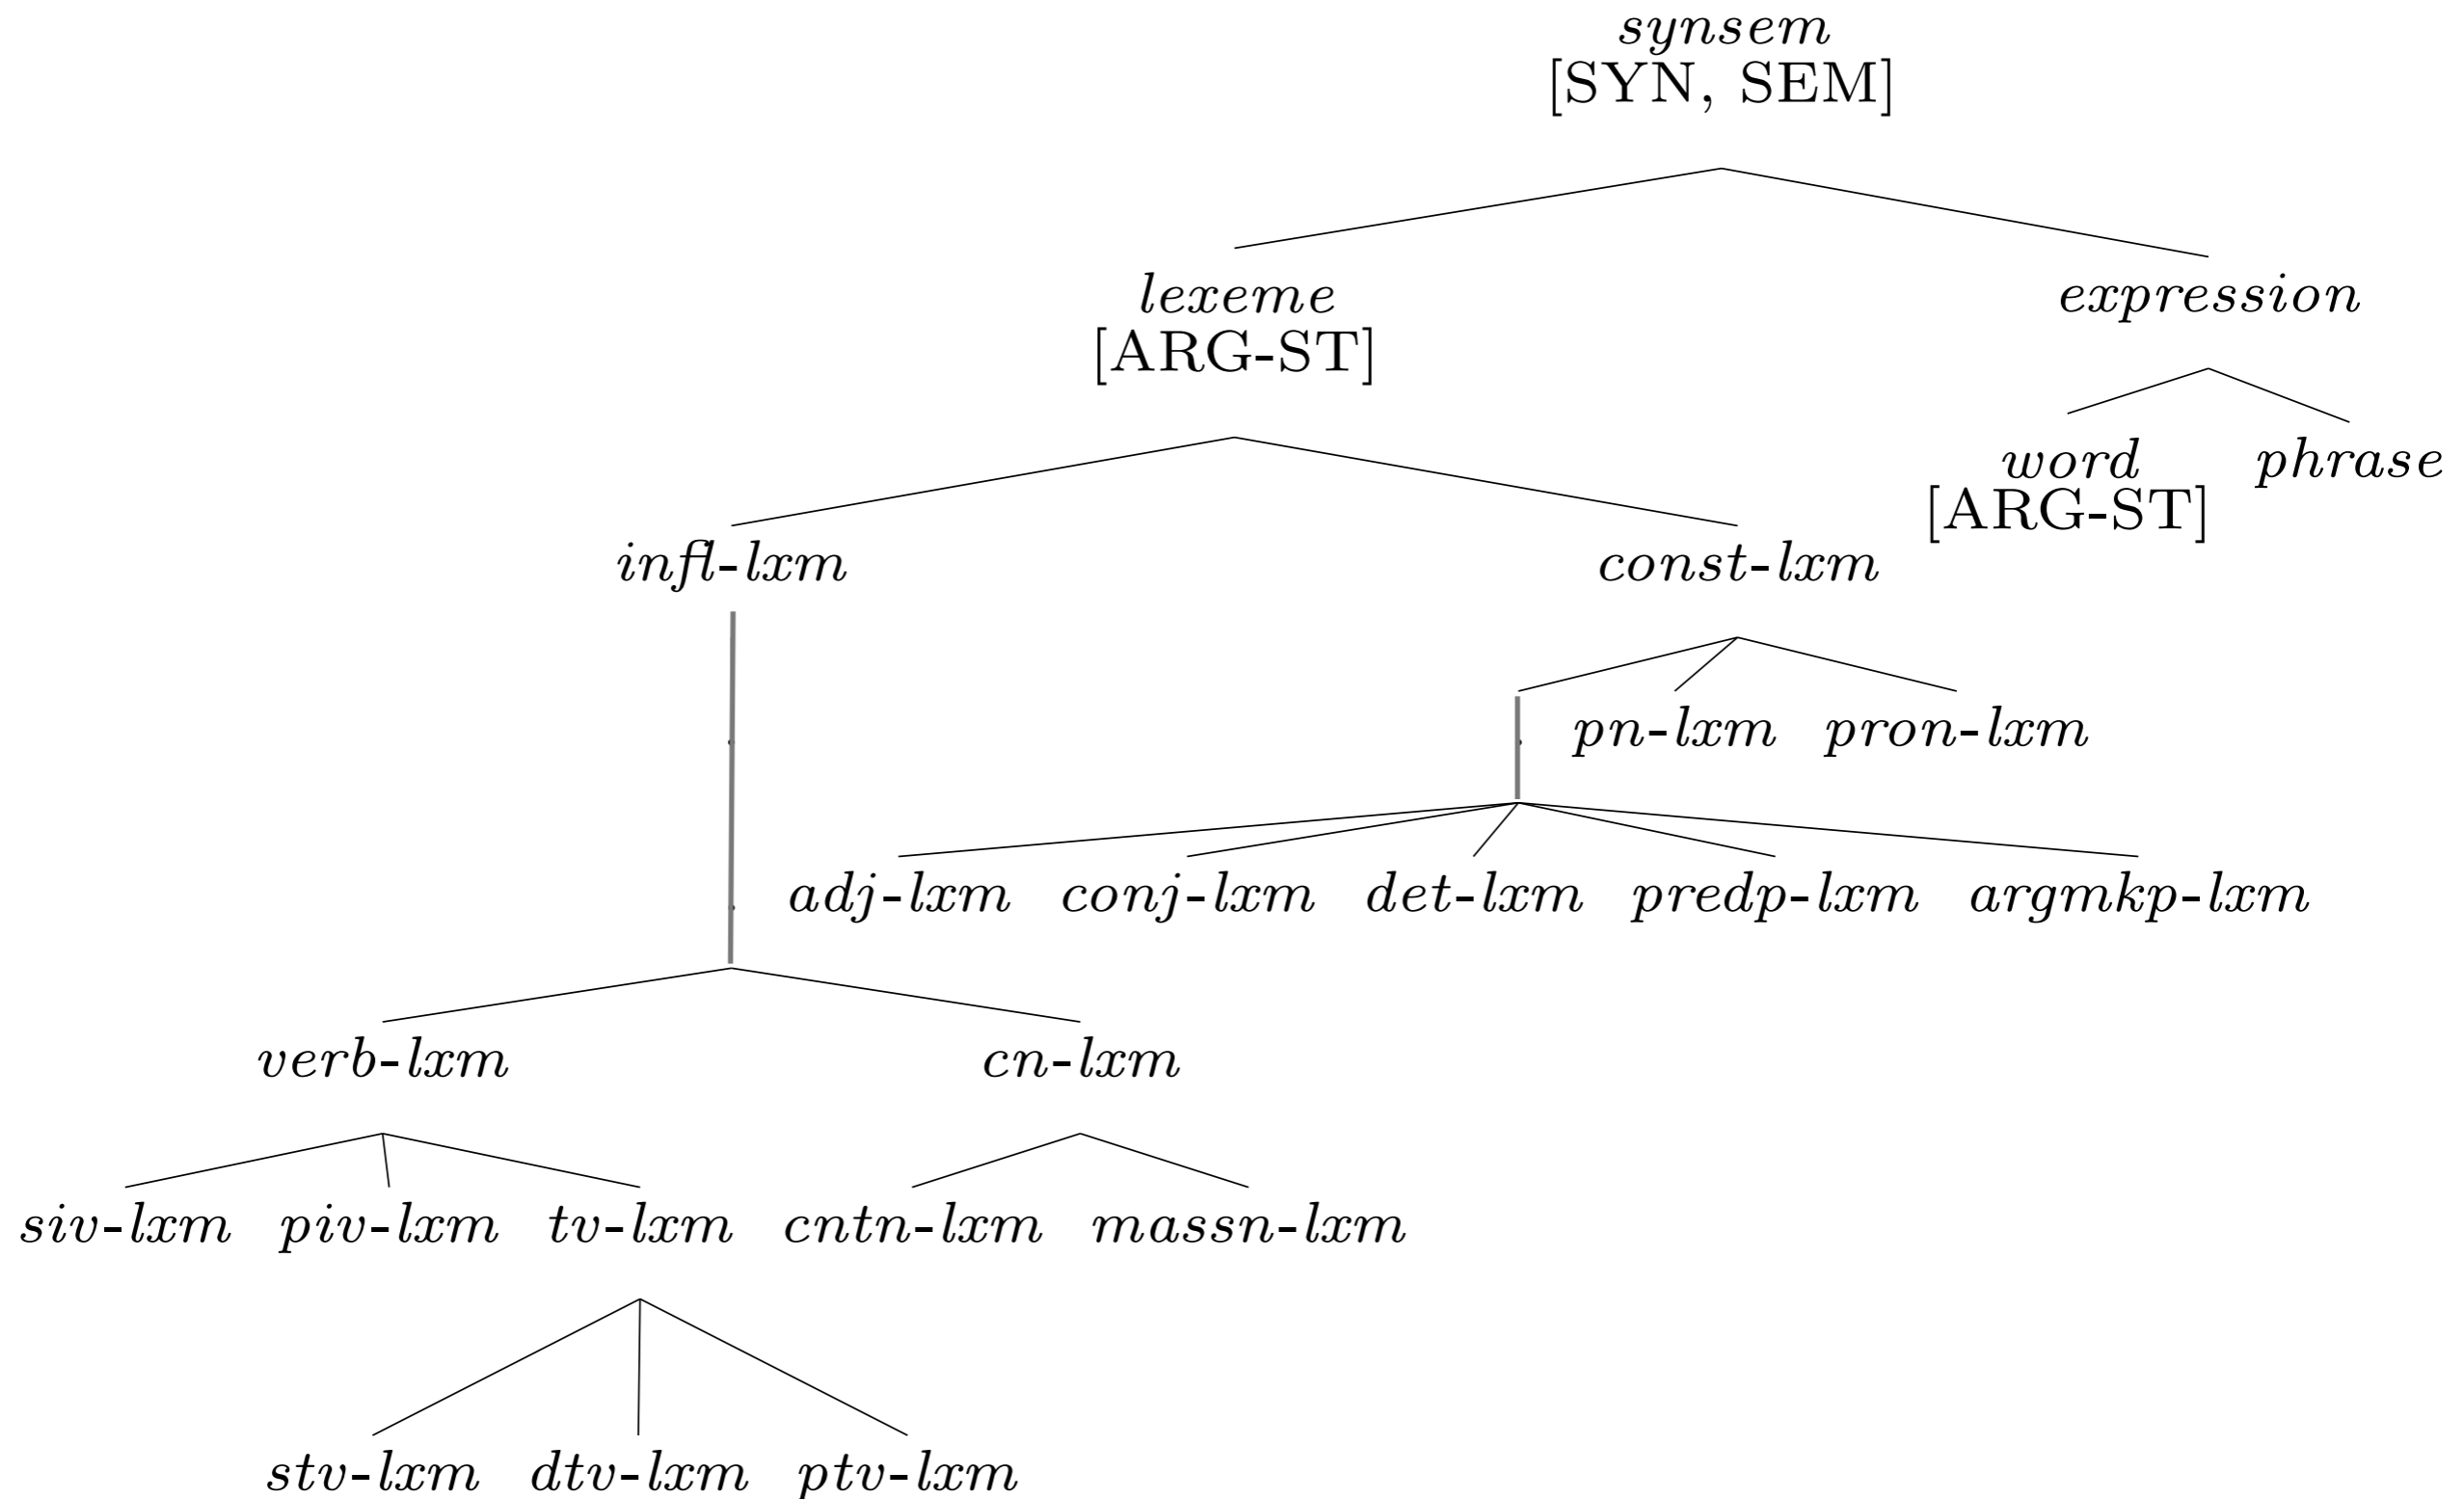 synsem
[SYN, SEM]
lexeme
[ARG-ST]
expression
word
[ARG-ST]
phrase
infl-lxm
const-lxm
pn-lxm
pron-lxm
adj-lxm
conj-lxm
det-lxm
predp-lxm
argmkp-lxm
verb-lxm
cn-lxm
siv-lxm
piv-lxm
tv-lxm
cntn-lxm
massn-lxm
stv-lxm
dtv-lxm
ptv-lxm